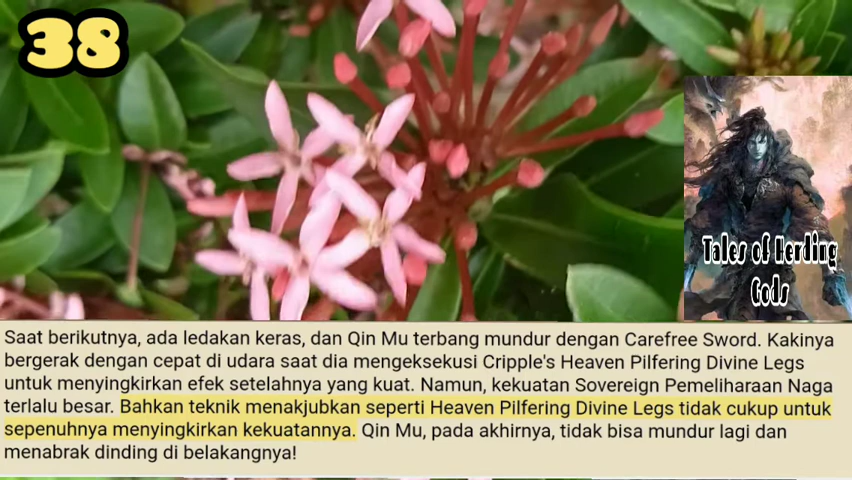 38
Tales of Herding
Gods
Saat berikutnya, ada ledakan keras, dan Qin Mu terbang mundur dengan Carefree Sword. Kakinya
bergerak dengan cepat di udara saat dia mengeksekusi Cripple's Heaven Pilfering Divine Legs
untuk menyingkirkan efek setelahnya yang kuat. Namun, kekuatan Sovereign Pemeliharaan Naga
terlalu besar. Bahkan teknik menakjubkan seperti Heaven Pilfering Divine Legs tidak cukup untuk
sepenuhnya menyingkirkan kekuatannya. Qin Mu, pada akhirnya, tidak bisa mundur lagi dan
menabrak dinding di belakangnya!